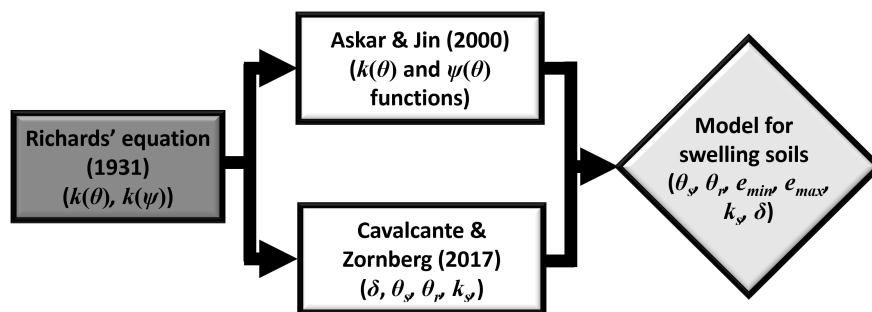 Richards' equation
(1931)
(k(θ), k(ψ))
Askar & Jin (2000)
(k(θ) and ψ(θ)
functions)
Cavalcante &
Zornberg (2017)
(δ, θs, θr, ks,)
Model for
swelling soils
(θs, θr, emin, emax,
ks, δ)